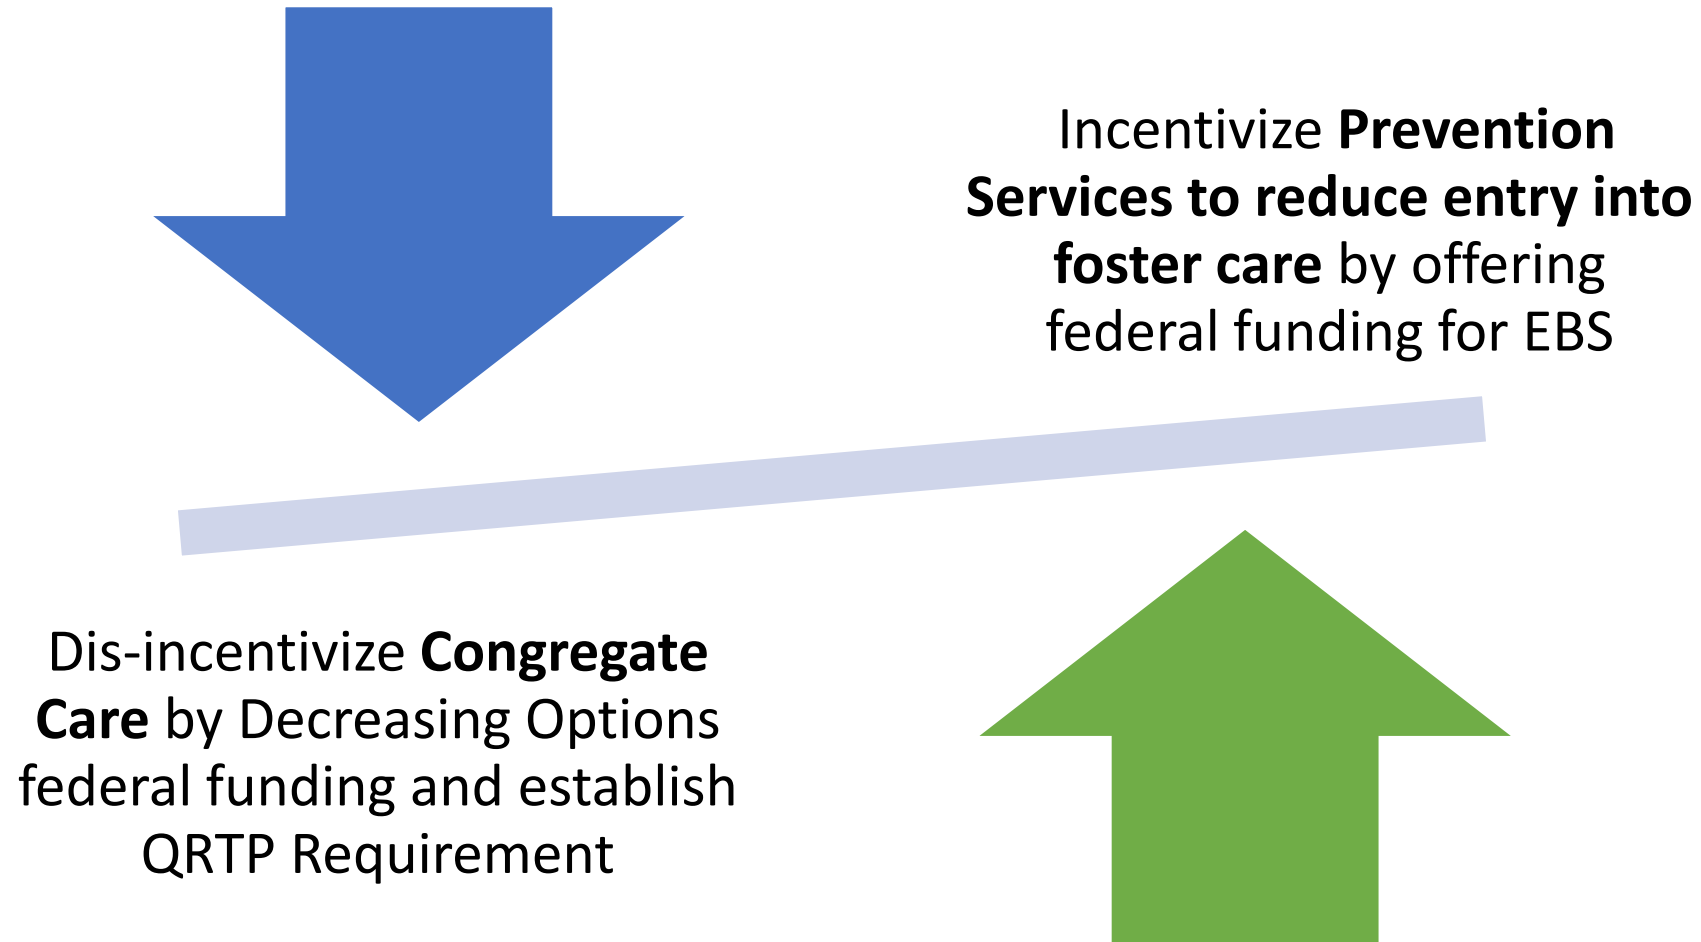 Incentivize Prevention
Services to reduce entry into
foster care by offering
federal funding for EBS
Dis-incentivize Congregate
Care by Decreasing Options
federal funding and establish
QRTP Requirement